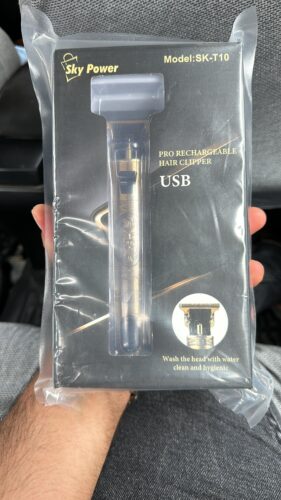 Sky Power
Model:SK-T10
PRO RECHARGEABLE
HAIR CLIPPER
USB
Wash the head with water
clean and hygienic